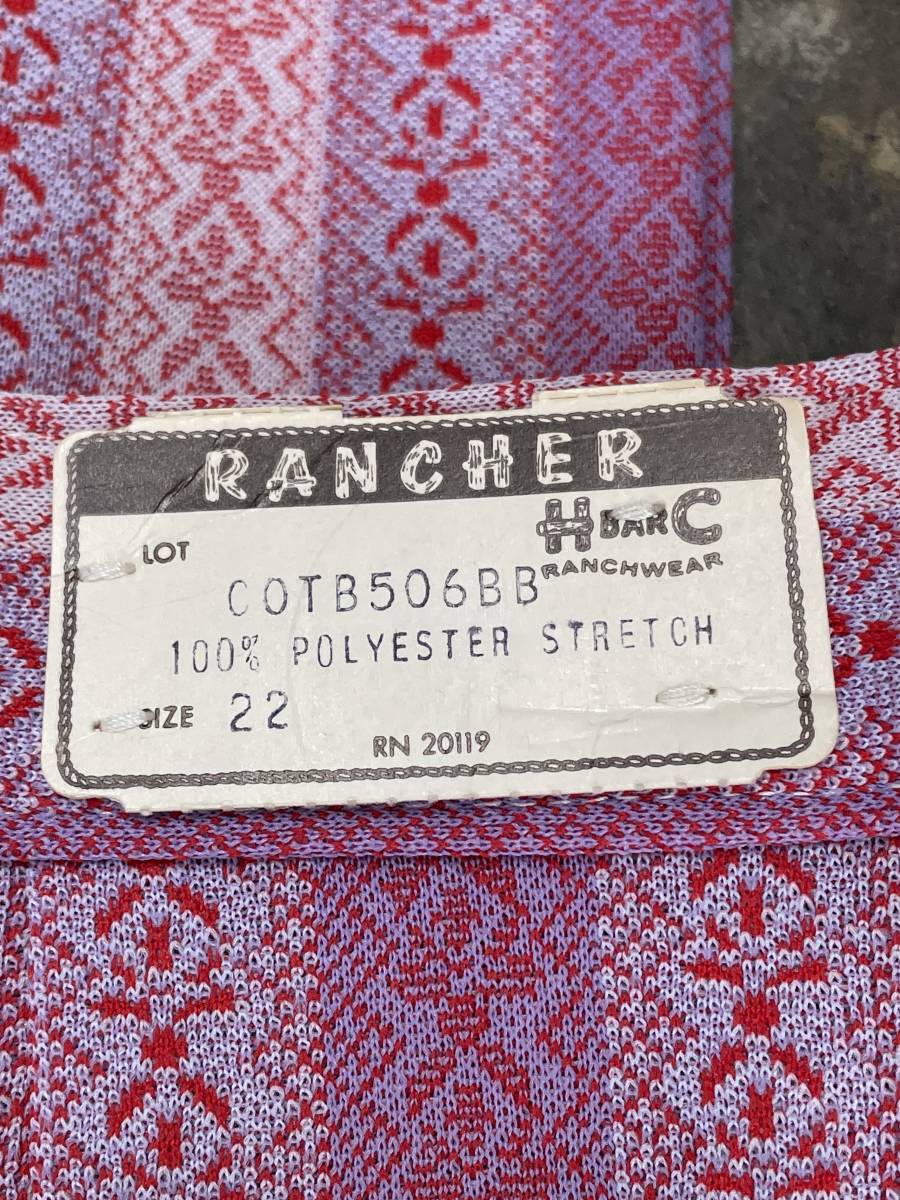 RANCHER
H BAR C
RANCHWEAR
LOT
COTB506BB
100% POLYESTER STRETCH
SIZE 22
RN 20119